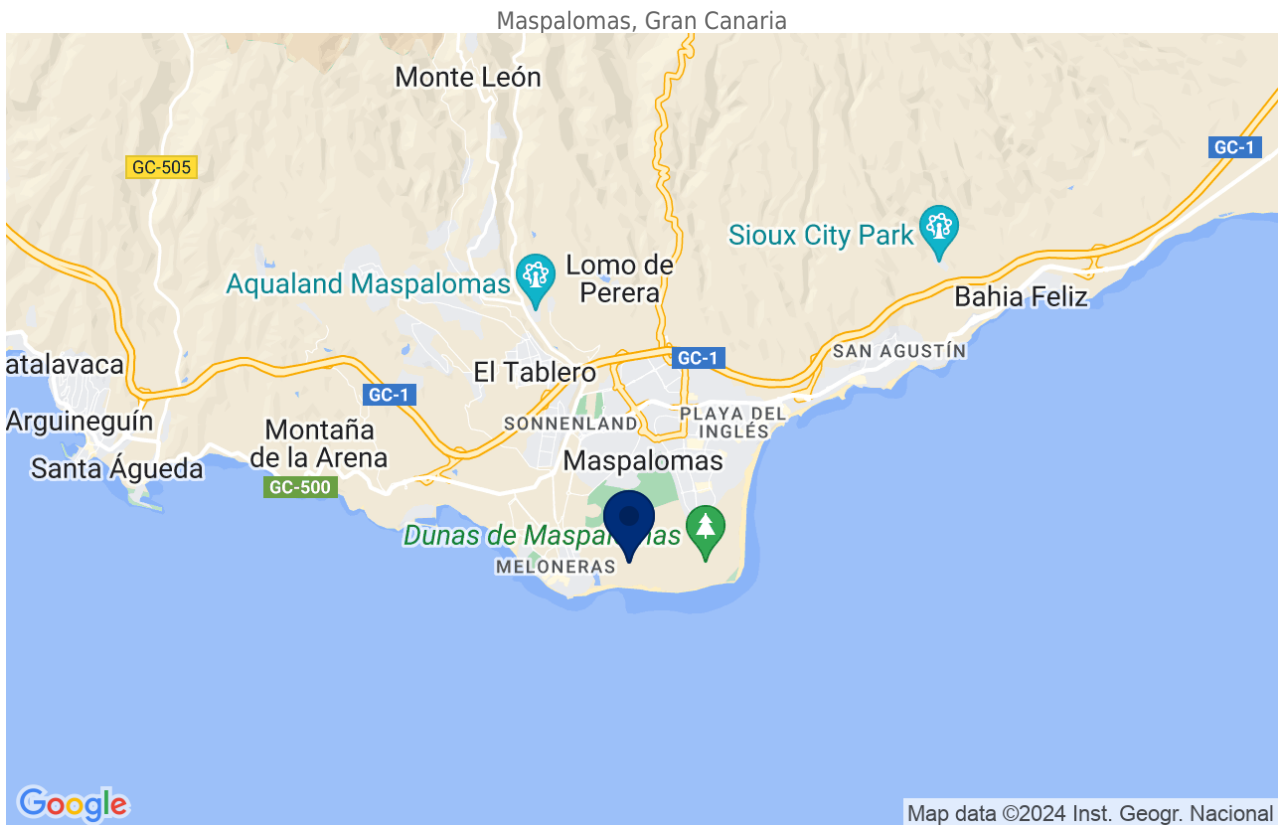 Maspalomas, Gran Canaria
Monte León
GC-1
GC-505
Sioux City Park
Lomo de
Perera
Aqualand Maspalomas
Bahia Feliz
SAN AGUSTÍN
GC-1
atalavaca
El Tablero
GC-1
PLAYA DEL
INGLÉS
Arguineguín
SONNENLAND
Montaña
de la Arena
Maspalomas
Santa Águeda
GC-500
Dunas de Maspalomas
MELONERAS
Google
Map data ©2024 Inst. Geogr. Nacional